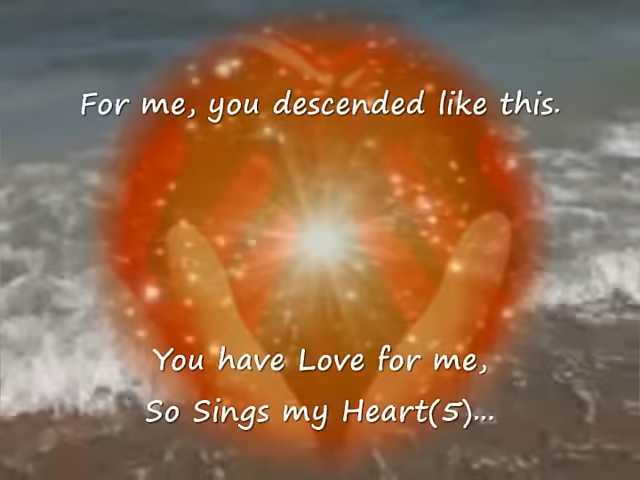 For me, you descended like this.
You have Love for me,
So Sings my Heart(5)...